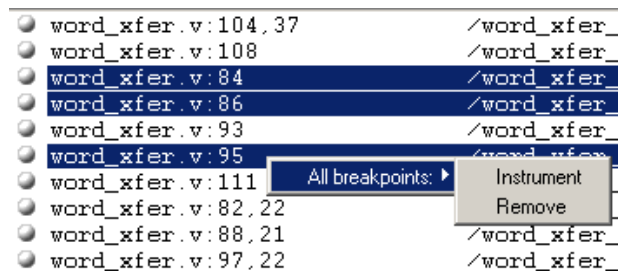 word_xfer.v:104,37 /word_xfer_
word_xfer.v:108 /word_xfer_
word_xfer.v:84 /word_xfer_
word_xfer.v:86 /word_xfer_
word_xfer.v:93 /word_xfer_
word_xfer.v:95 /word_xfer_
word_xfer.v:111 All breakpoints: Instrument
word_xfer.v:82,22 Remove
word_xfer.v:88,21 /word_xfer_
word_xfer.v:97,22 /word_xfer_